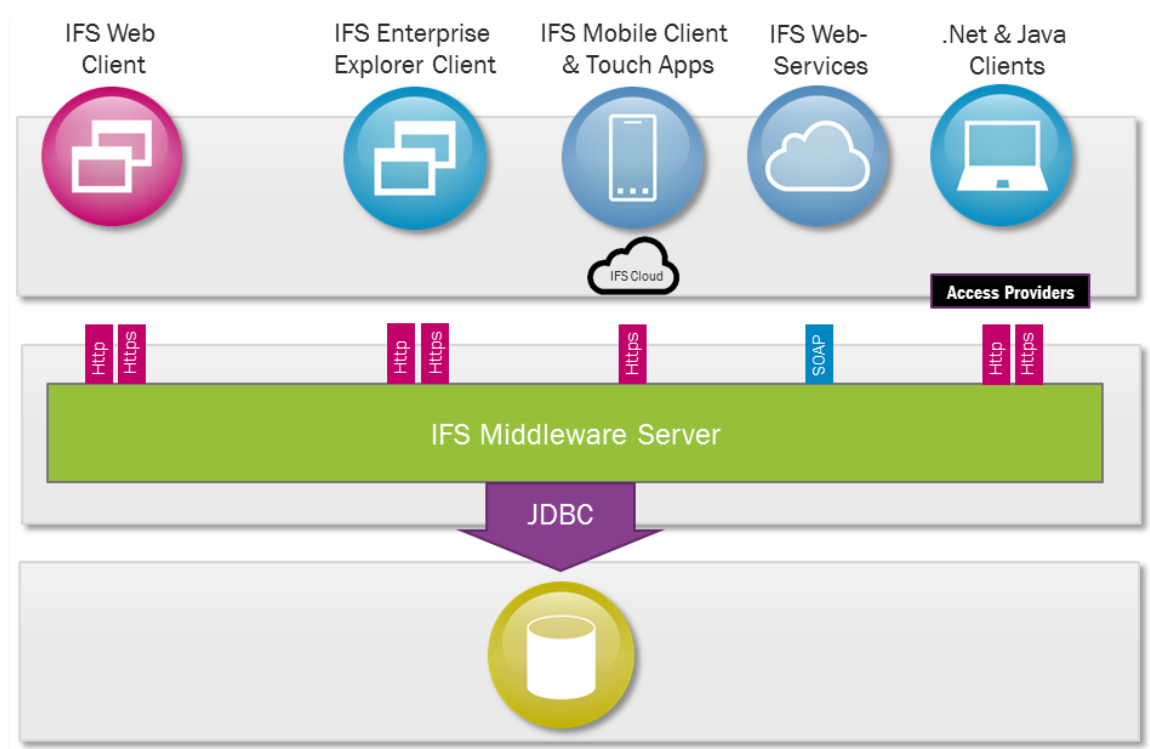 IFS Web
Client
IFS Enterprise
Explorer Client
IFS Mobile Client
& Touch Apps
IFS Web-
Services
.Net & Java
Clients
IFS Cloud
Access Providers
Http
Https
Http
Https
Https
SOAP
Http
Https
IFS Middleware Server
JDBC